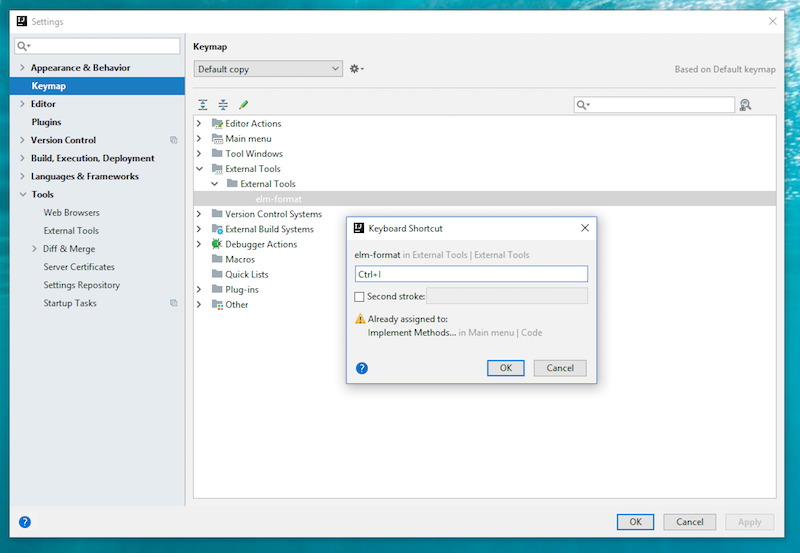 Settings
Keymap
Default copy
Based on Default keymap
Appearance & Behavior
Keymap
Editor
Plugins
Version Control
Build, Execution, Deployment
Languages & Frameworks
Tools
Web Browsers
External Tools
Diff & Merge
Server Certificates
Settings Repository
Startup Tasks
Editor Actions
Main menu
Tool Windows
External Tools
External Tools
elm-format
Version Control Systems
External Build Systems
Debugger Actions
Macros
Quick Lists
Plug-ins
Other
Keyboard Shortcut
elm-format in External Tools | External Tools
Ctrl+I
Second stroke:
Already assigned to:
Implement Methods... in Main menu | Code
OK
Cancel
OK
Cancel
Apply